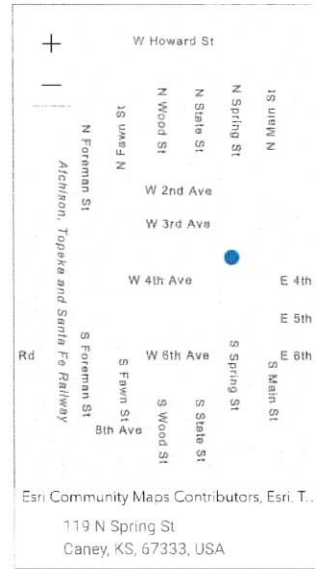 +
W Howard St
—
N Foreman St
N Fawn St
N Wood St
N State St
N Spring St
N Main St
Atchison, Topeka and Santa Fe Railway
W 2nd Ave
W 3rd Ave
W 4th Ave
E 4th
E 5th
Rd
W 6th Ave
E 6th
S Foreman St
S Fawn St
S Wood St
S State St
S Spring St
S Main St
8th Ave
Esri Community Maps Contributors, Esri, T...
119 N Spring St
Caney, KS, 67333, USA